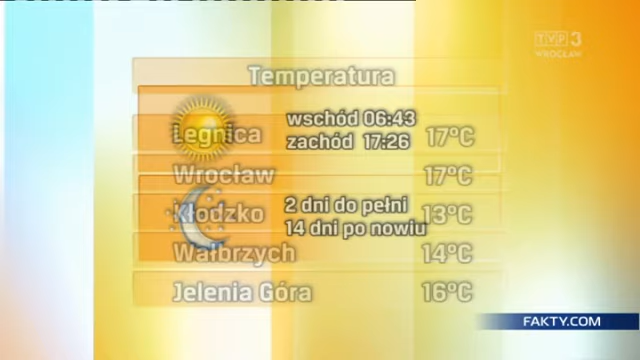 TVP 3
WROCŁAW
Temperatura
wschód 06:43
Legnica 17°C
zachód 17:26
Wrocław 17°C
2 dni do pełni
Kłodzko 13°C
14 dni po nowiu
Wałbrzych 14°C
Jelenia Góra 16°C
FAKTY.COM